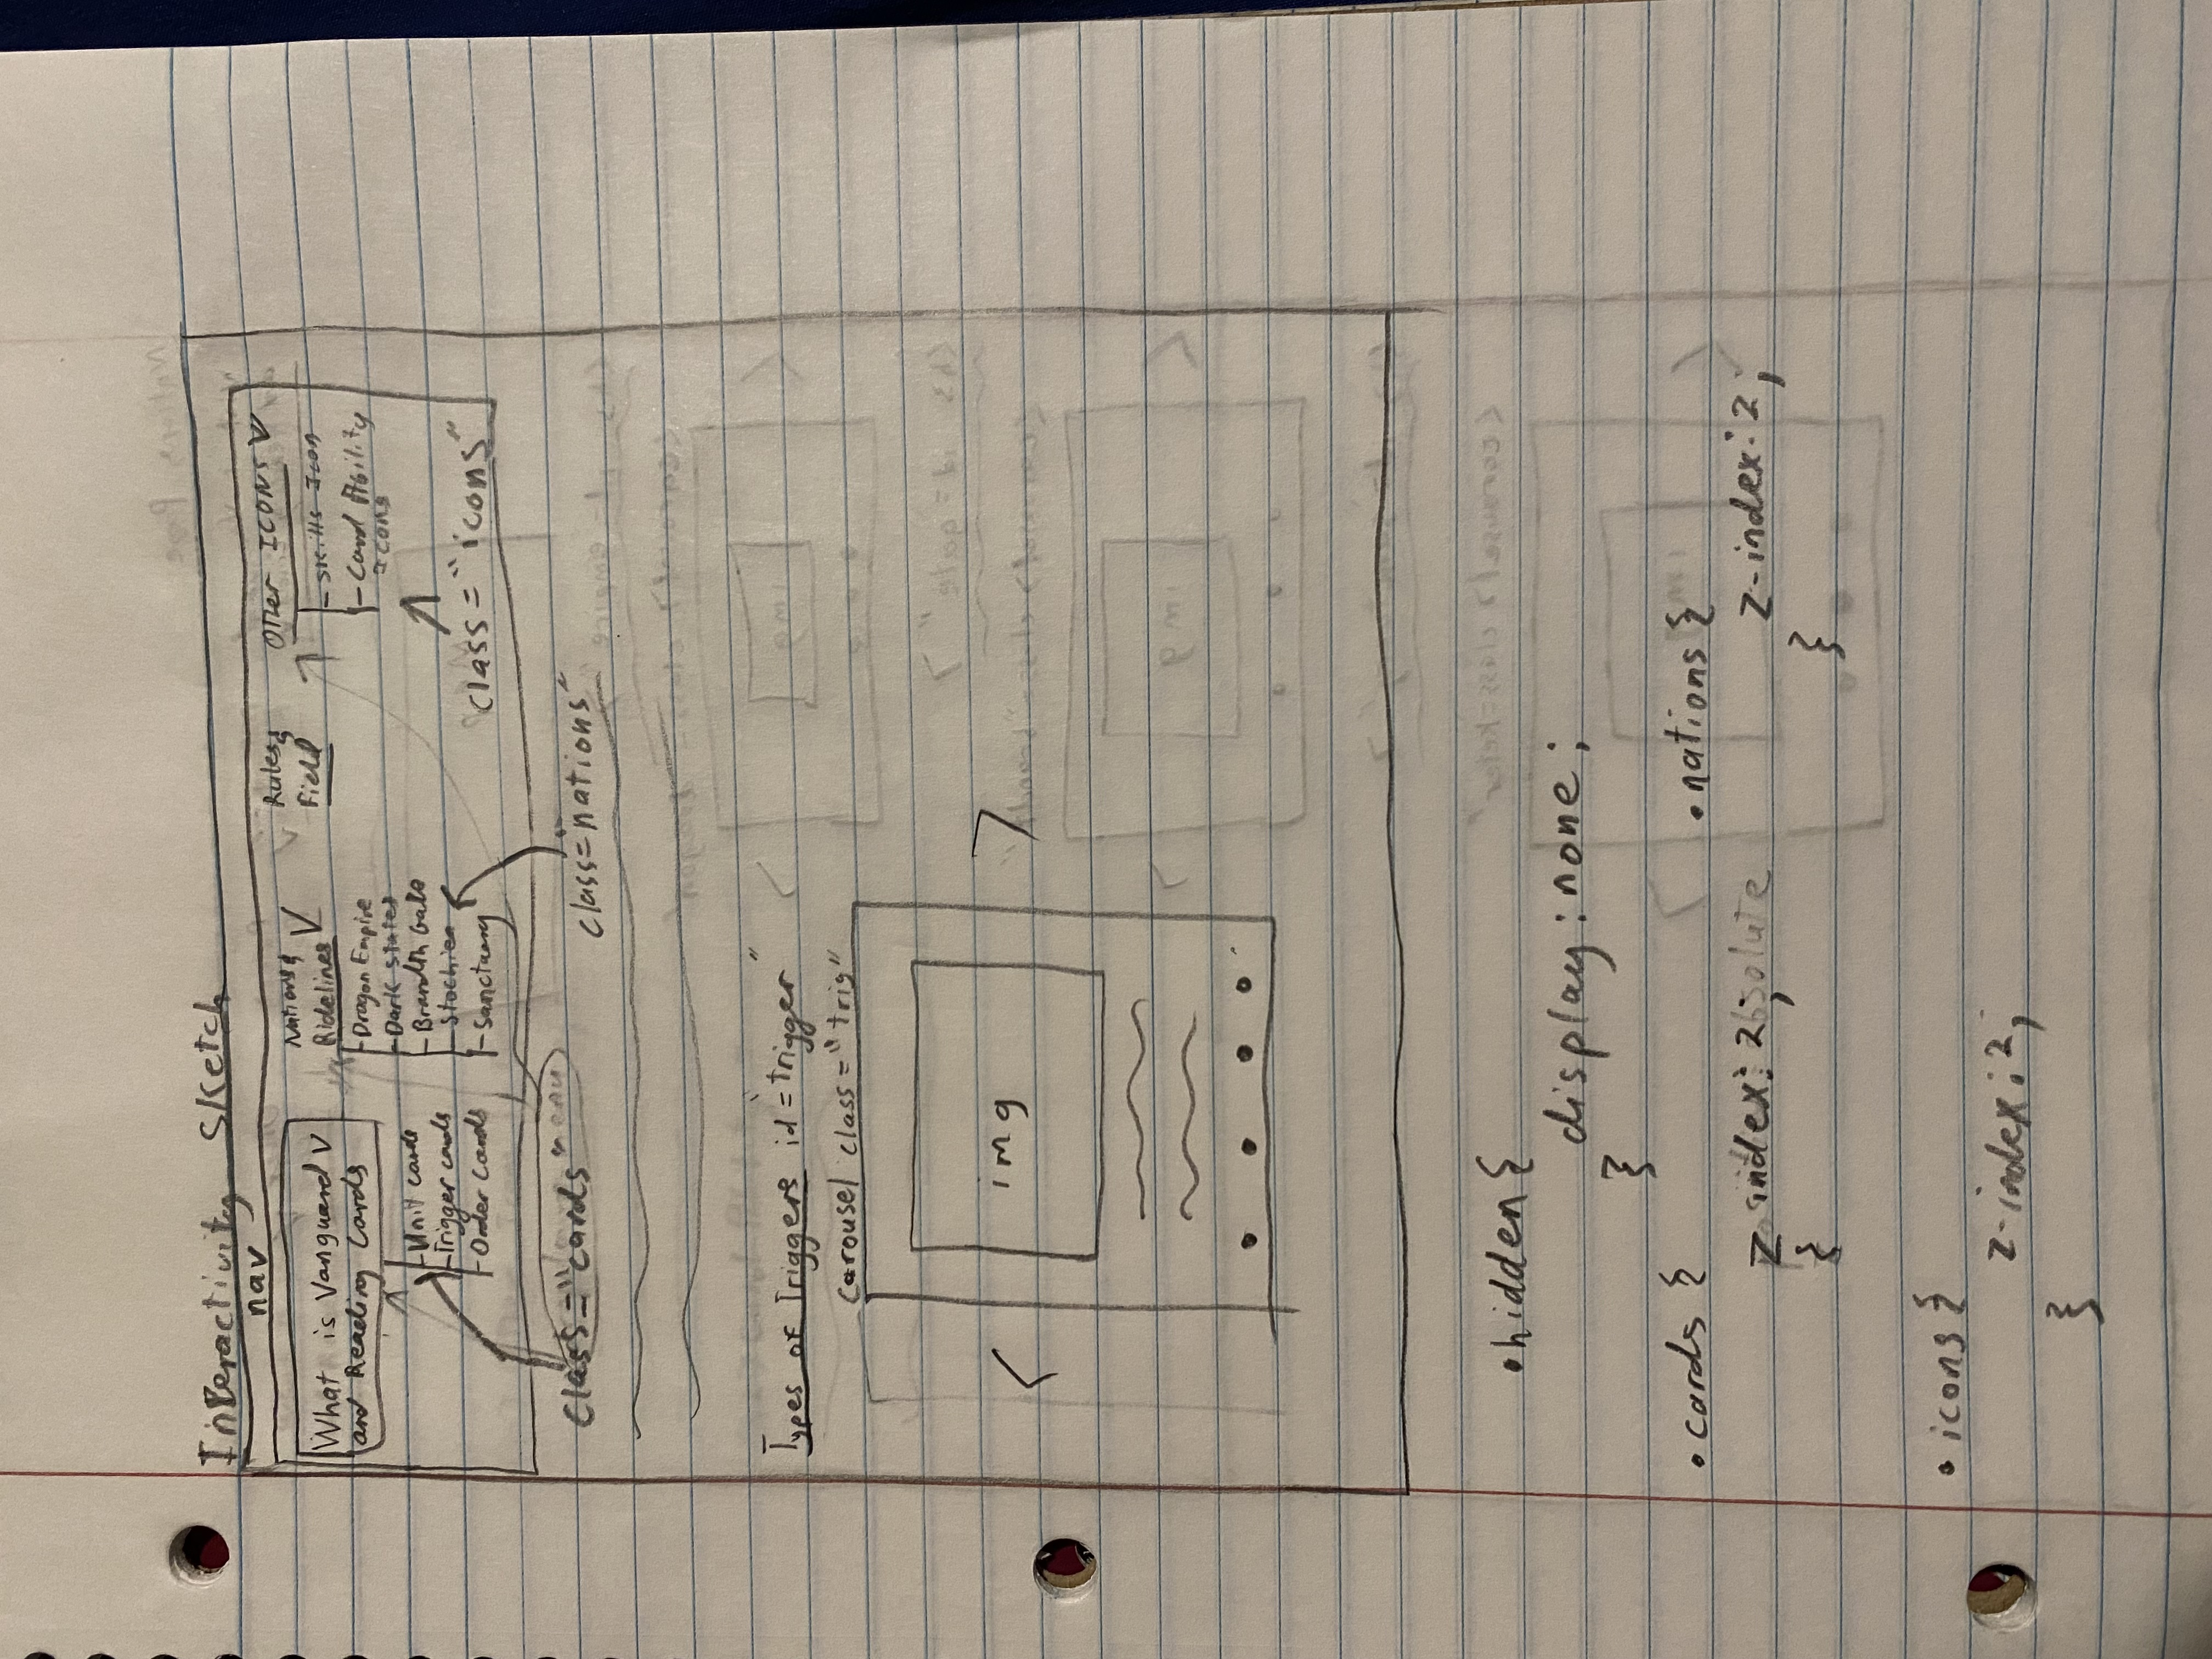 Interactivity Sketch
nav
What is Vanguard V
and Reading Cards
-Unit cards
-Trigger cards
-Order Cards
Nations & V
Ridelines
-Dragon Empire
-Dark States
-Brandth Gate
-Stochiea
-Sanctuary
Rules &
Field
Other ICONS V
-Skills Icon
-Card Ability
Icons
class="icons"
class="cards"
menu
class="nations"
Types of Triggers id="trigger"
carousel class="trig"
< img >
.hidden{
display:none;
}
.cards {
z index: 2;
{
.nations {
z-index: 2;
}
.icons {
z-index: 2;
}